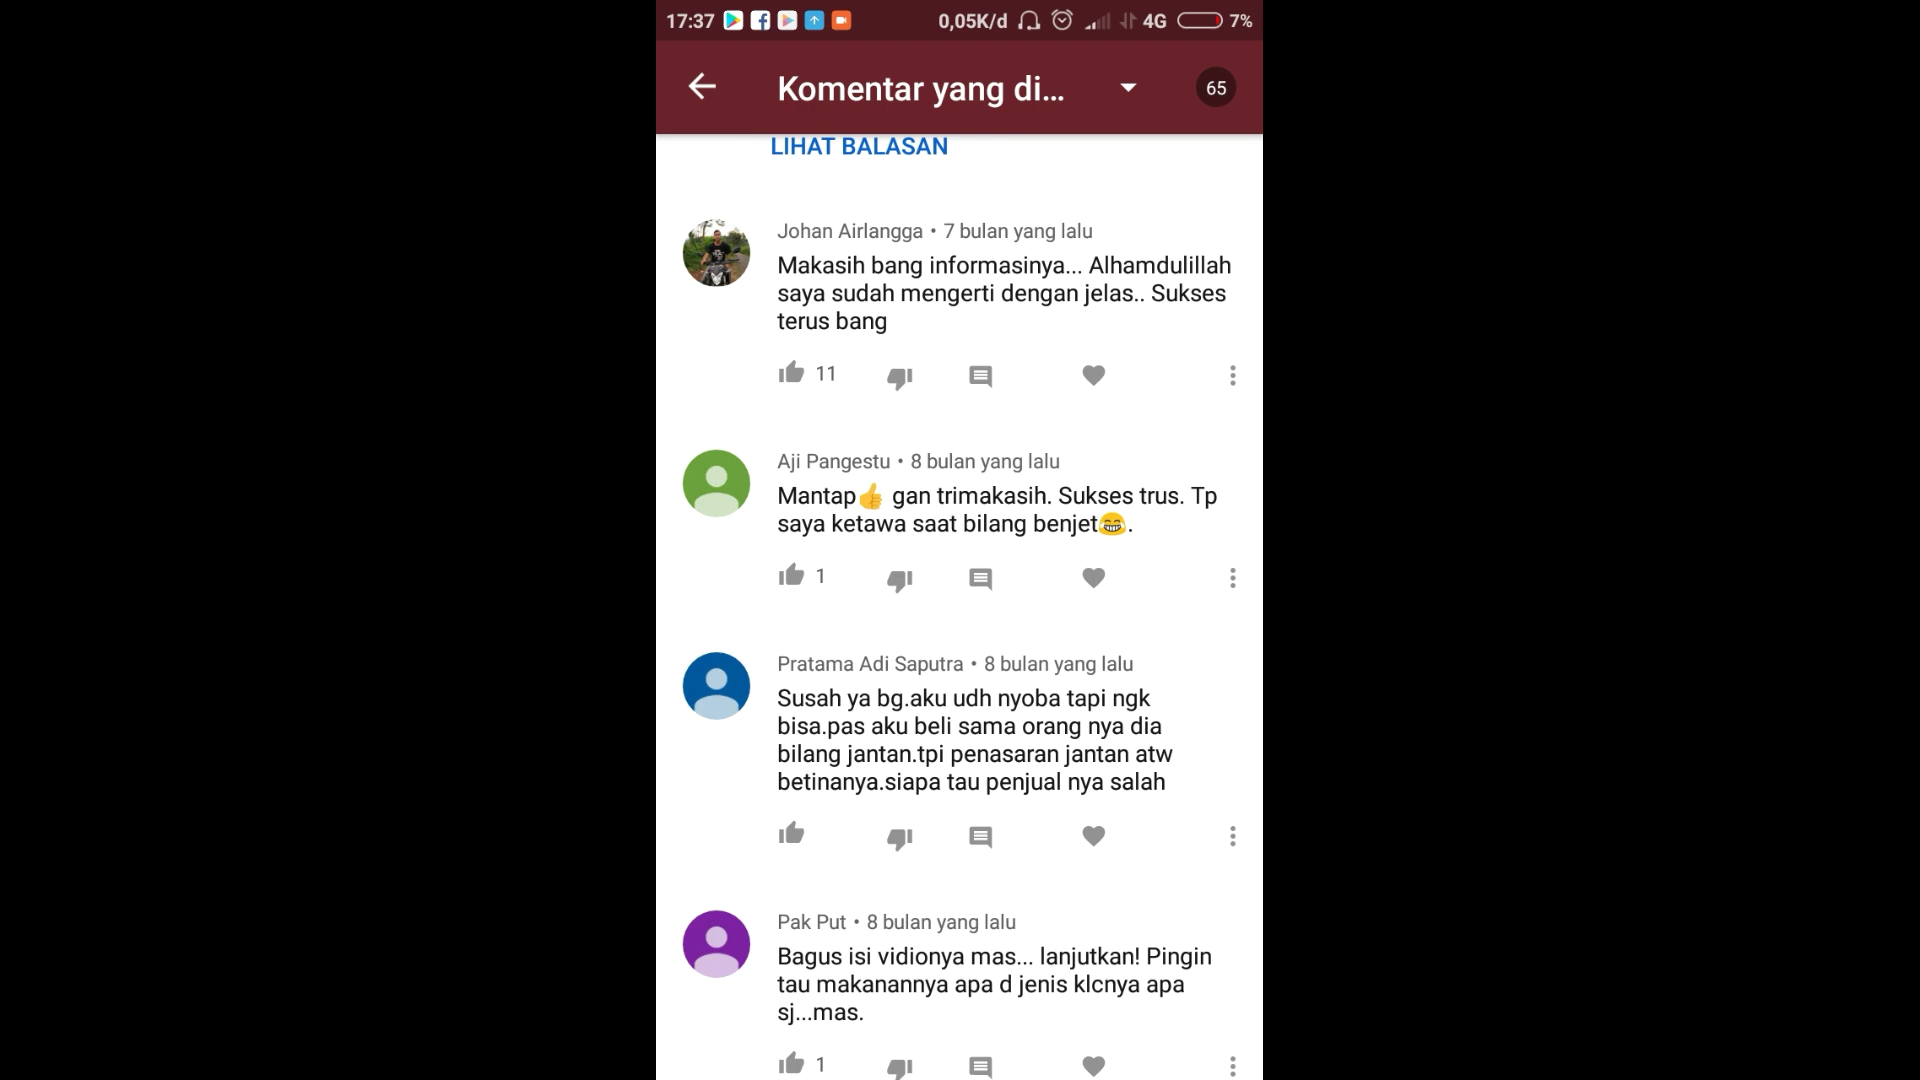 17:37 0,05K/d 4G 7%
Komentar yang di... 65
LIHAT BALASAN
Johan Airlangga • 7 bulan yang lalu
Makasih bang informasinya... Alhamdulillah
saya sudah mengerti dengan jelas.. Sukses
terus bang
11
Aji Pangestu • 8 bulan yang lalu
Mantap👍 gan trimakasih. Sukses trus. Tp
saya ketawa saat bilang benjet😂.
1
Pratama Adi Saputra • 8 bulan yang lalu
Susah ya bg.aku udh nyoba tapi ngk
bisa.pas aku beli sama orang nya dia
bilang jantan.tpi penasaran jantan atw
betinanya.siapa tau penjual nya salah
Pak Put • 8 bulan yang lalu
Bagus isi vidionya mas... lanjutkan! Pingin
tau makanannya apa d jenis klcnya apa
sj...mas.
1